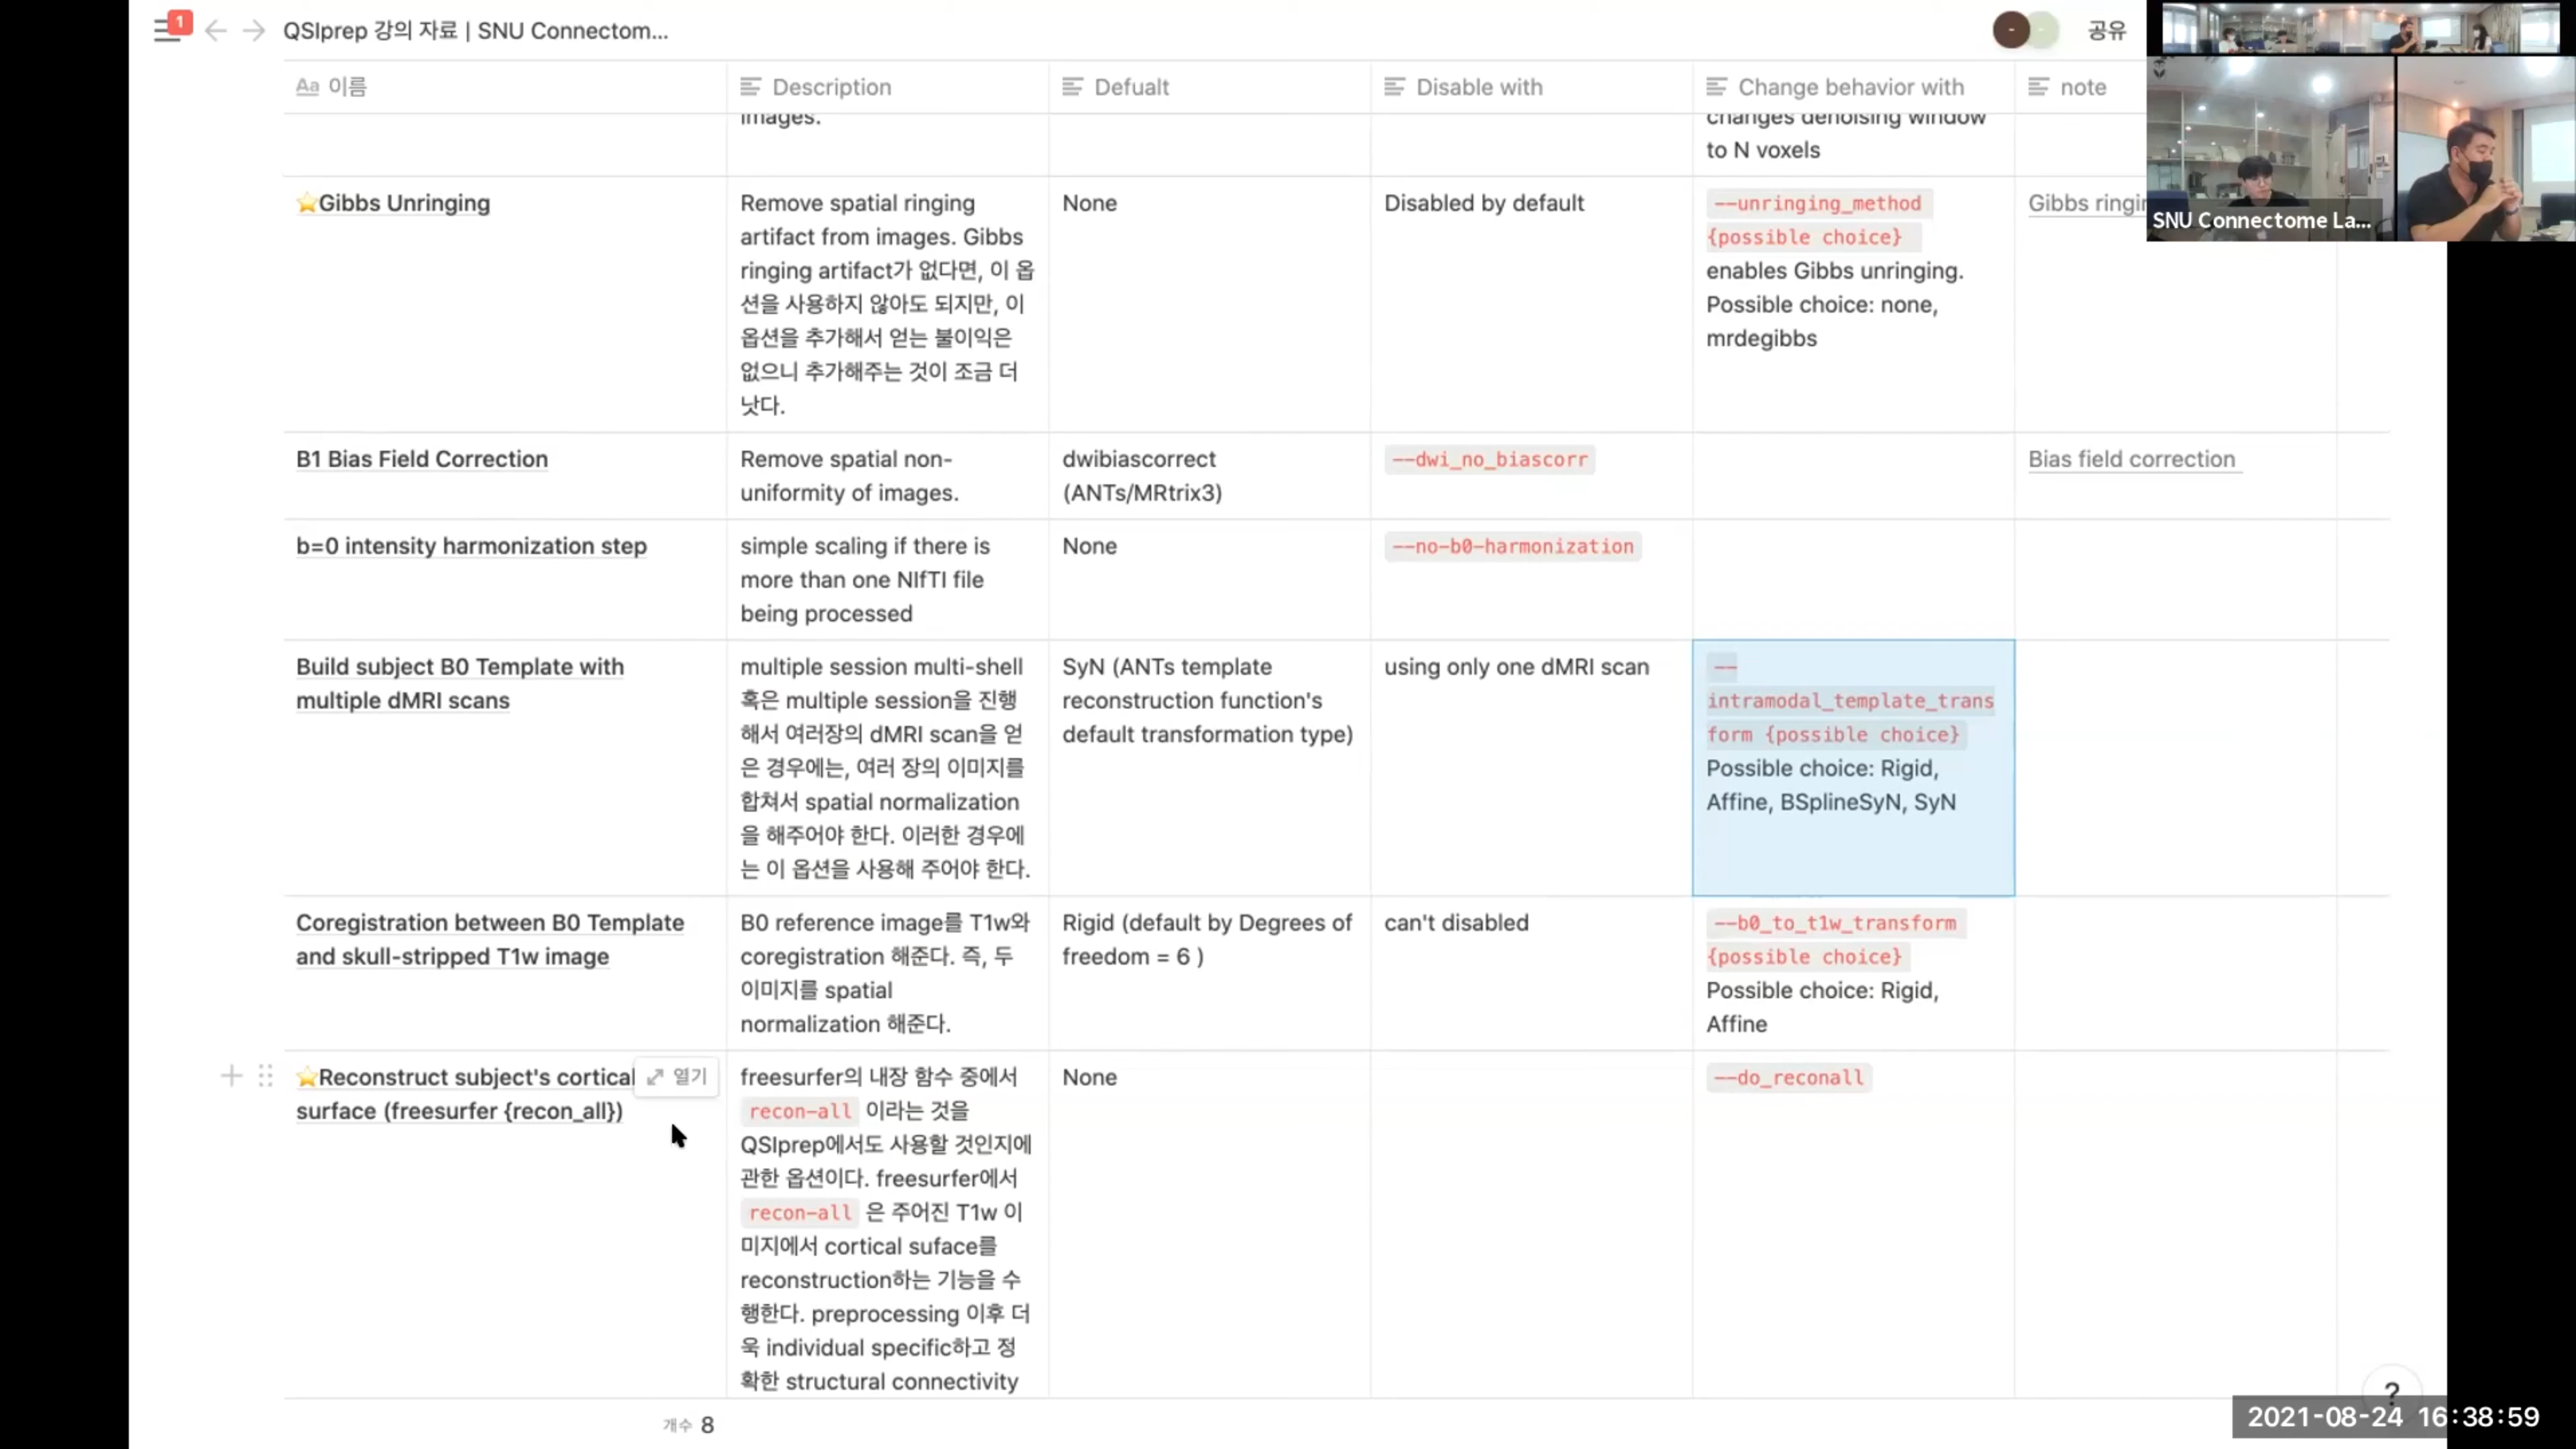 1
QSIprep 강의 자료 | SNU Connectom...
공유
Aa 이름
Description
Defualt
Disable with
Change behavior with
note
images.
changes denoising window
to N voxels
⭐Gibbs Unringing
Remove spatial ringing
artifact from images. Gibbs
ringing artifact가 없다면, 이 옵
션을 사용하지 않아도 되지만, 이
옵션을 추가해서 얻는 불이익은
없으니 추가해주는 것이 조금 더
낫다.
None
Disabled by default
--unringing_method
{possible choice}
enables Gibbs unringing.
Possible choice: none,
mrdegibbs
Gibbs
SNU Connectome La...
B1 Bias Field Correction
Remove spatial non-
uniformity of images.
dwibiascorrect
(ANTs/MRtrix3)
--dwi_no_biascorr
Bias field correction
b=0 intensity harmonization step
simple scaling if there is
more than one NIfTI file
being processed
None
--no-b0-harmonization
Build subject B0 Template with
multiple dMRI scans
multiple session multi-shell
혹은 multiple session을 진행
해서 여러장의 dMRI scan을 얻
은 경우에는, 여러 장의 이미지를
합쳐서 spatial normalization
을 해주어야 한다. 이러한 경우에
는 이 옵션을 사용해 주어야 한다.
SyN (ANTs template
reconstruction function's
default transformation type)
using only one dMRI scan
--
intramodal_template_trans
form {possible choice}
Possible choice: Rigid,
Affine, BSplineSyN, SyN
Coregistration between B0 Template
and skull-stripped T1w image
B0 reference image를 T1w와
coregistration 해준다. 즉, 두
이미지를 spatial
normalization 해준다.
Rigid (default by Degrees of
freedom = 6 )
can't disabled
--b0_to_t1w_transform
{possible choice}
Possible choice: Rigid,
Affine
⭐Reconstruct subject's cortical
surface (freesurfer {recon_all})
열기
freesurfer의 내장 함수 중에서
recon-all 이라는 것을
QSIprep에서도 사용할 것인지에
관한 옵션이다. freesurfer에서
recon-all 은 주어진 T1w 이
미지에서 cortical suface를
reconstruction하는 기능을 수
행한다. preprocessing 이후 더
욱 individual specific하고 정
확한 structural connectivity
None
--do_reconall
개수 8
?
2021-08-24 16:38:59